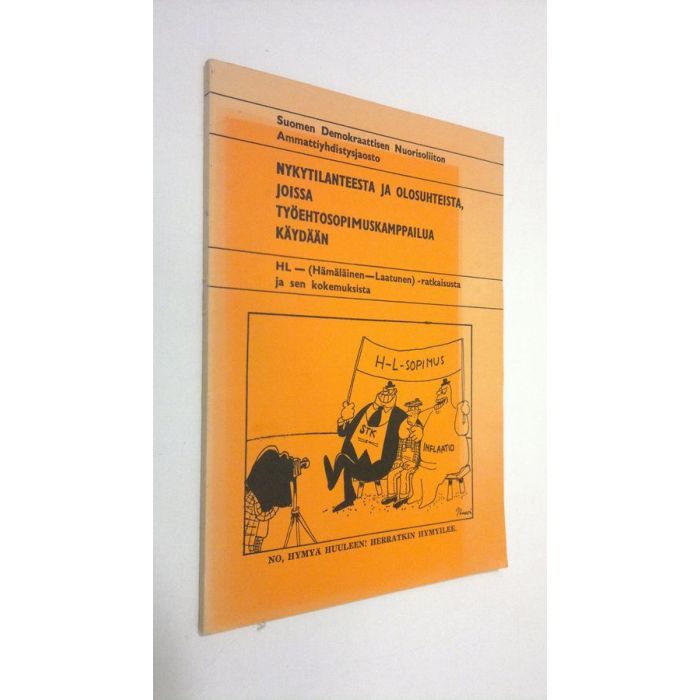 Suomen Demokraattisen Nuorisoliiton
Ammattiyhdistysjaosto
NYKYTILANTEESTA JA OLOSUHTEISTA,
JOISSA
TYÖEHTOSOPIMUSKAMPPAILUA
KÄYDÄÄN
HL — (Hämäläinen—Laatunen) -ratkaisusta
ja sen kokemuksista
H-L-SOPIMUS
STK
INFLAATIO
NO, HYMYÄ HUULEEN! HERRATKIN HYMYILEE.